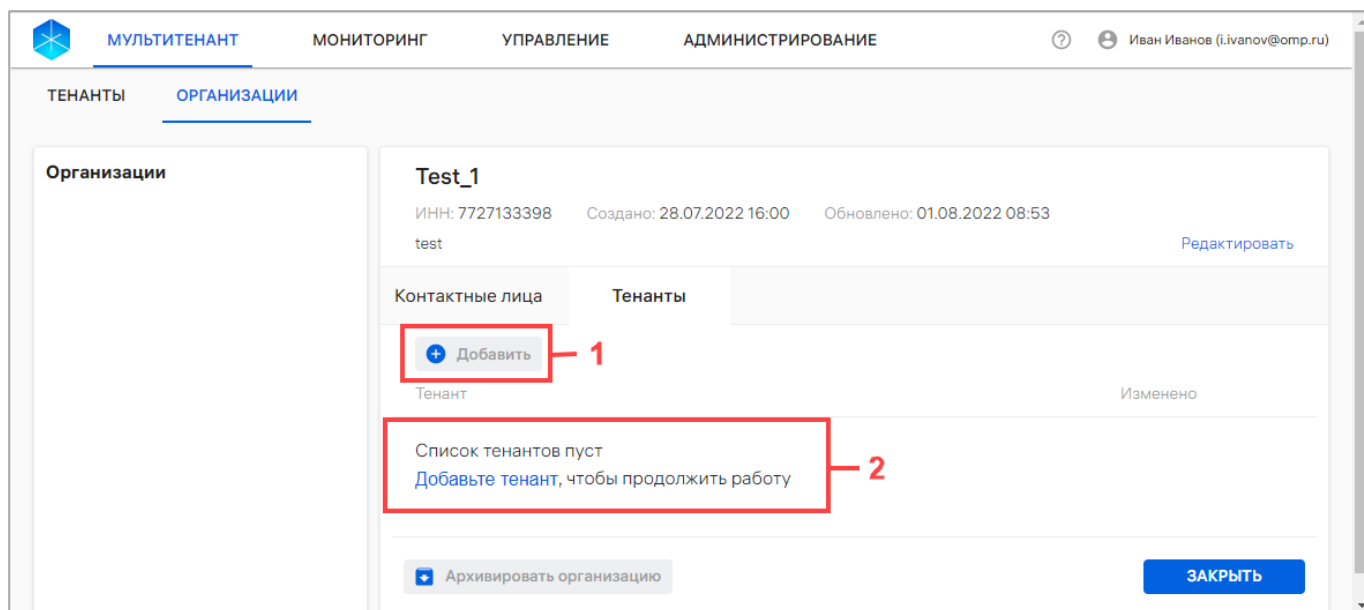 МУЛЬТИТЕНАНТ МОНИТОРИНГ УПРАВЛЕНИЕ АДМИНИСТРИРОВАНИЕ ? Иван Иванов (i.ivanov@omp.ru)
ТЕНАНТЫ ОРГАНИЗАЦИИ
Организации
Test_1
ИНН: 7727133398 Создано: 28.07.2022 16:00 Обновлено: 01.08.2022 08:53
test Редактировать
Контактные лица Тенанты
Добавить 1
Тенант Изменено
Список тенантов пуст
Добавьте тенант, чтобы продолжить работу 2
Архивировать организацию ЗАКРЫТЬ